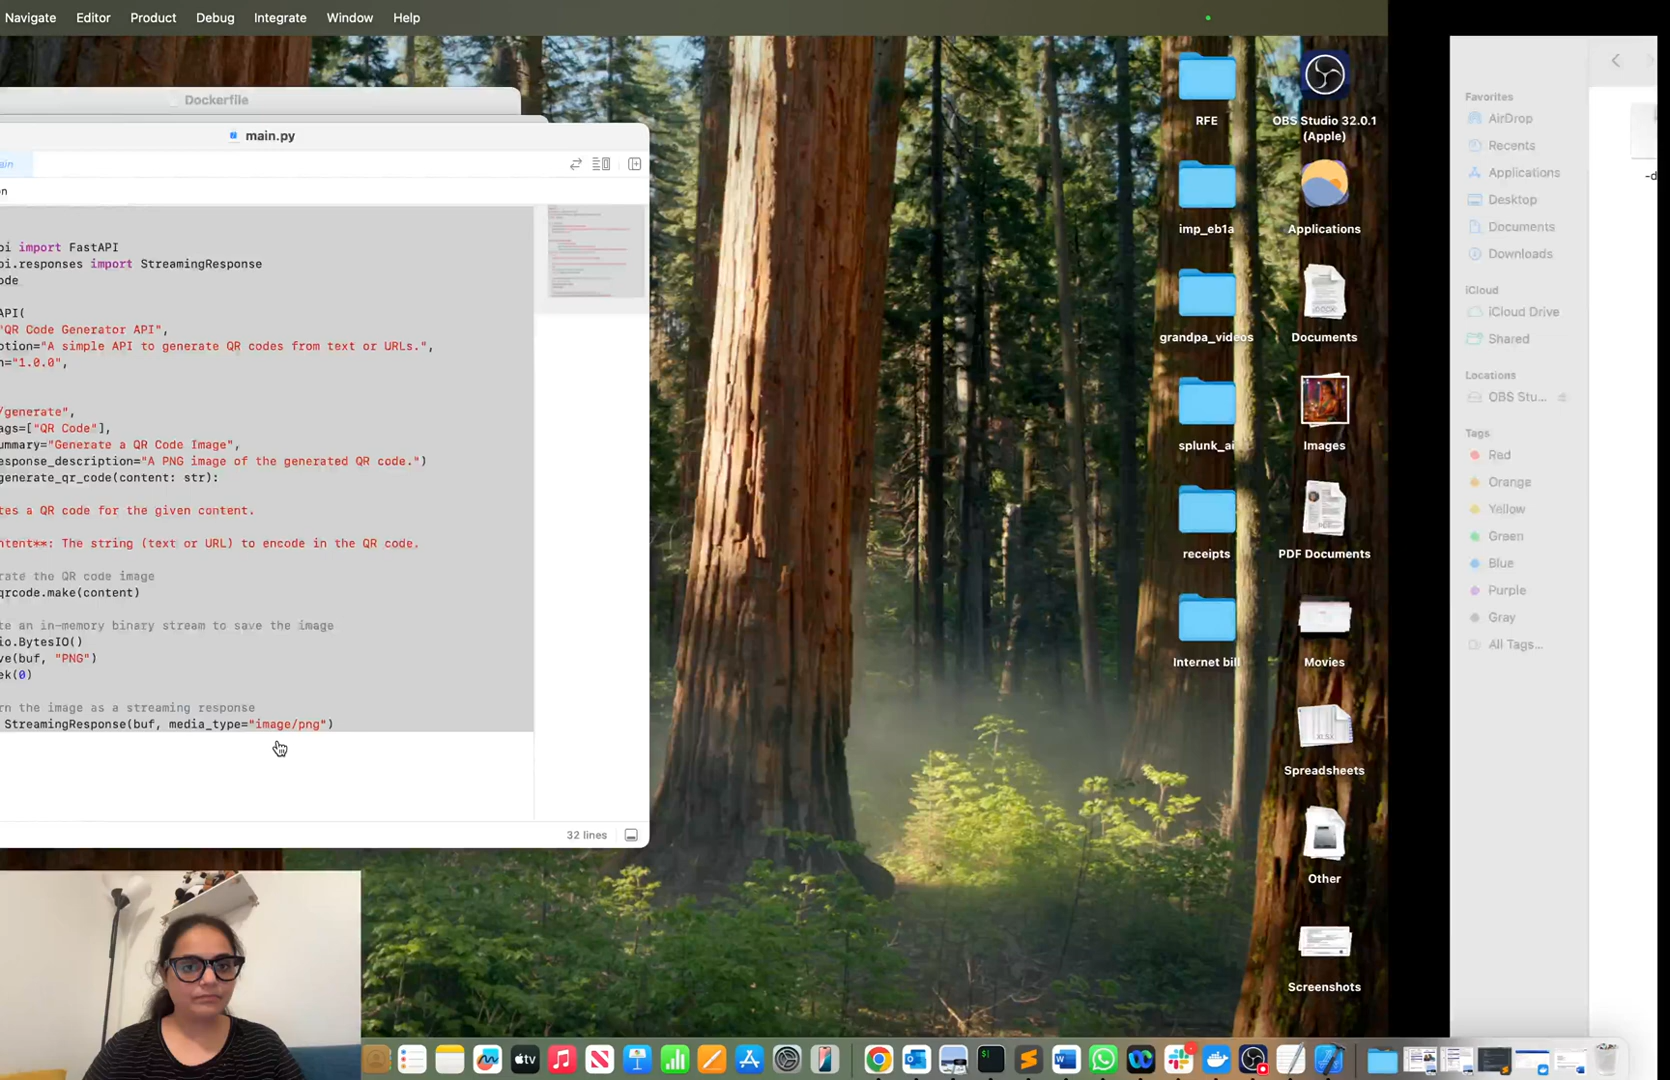 Navigate Editor Product Debug Integrate Window Help
Dockerfile
main.py
ain
on
pi import FastAPI
pi.responses import StreamingResponse
ode
API(
"QR Code Generator API",
ption="A simple API to generate QR codes from text or URLs.",
n="1.0.0",
/generate",
ags=["QR Code"],
ummary="Generate a QR Code Image",
esponse_description="A PNG image of the generated QR code.")
generate_qr_code(content: str):
tes a QR code for the given content.
ntent**: The string (text or URL) to encode in the QR code.
rate the QR code image
qrcode.make(content)
te an in-memory binary stream to save the image
io.BytesIO()
ve(buf, "PNG")
ek(0)
rn the image as a streaming response
StreamingResponse(buf, media_type="image/png")
32 lines
RFE
OBS Studio 32.0.1
(Apple)
imp_eb1a
Applications
grandpa_videos
Documents
splunk_ai
Images
receipts
PDF Documents
Internet bill
Movies
Spreadsheets
Other
Screenshots
Favorites
AirDrop
Recents
Applications
Desktop
Documents
Downloads
iCloud
iCloud Drive
Shared
Locations
OBS Stu...
Tags
Red
Orange
Yellow
Green
Blue
Purple
Gray
All Tags...
-d
tv